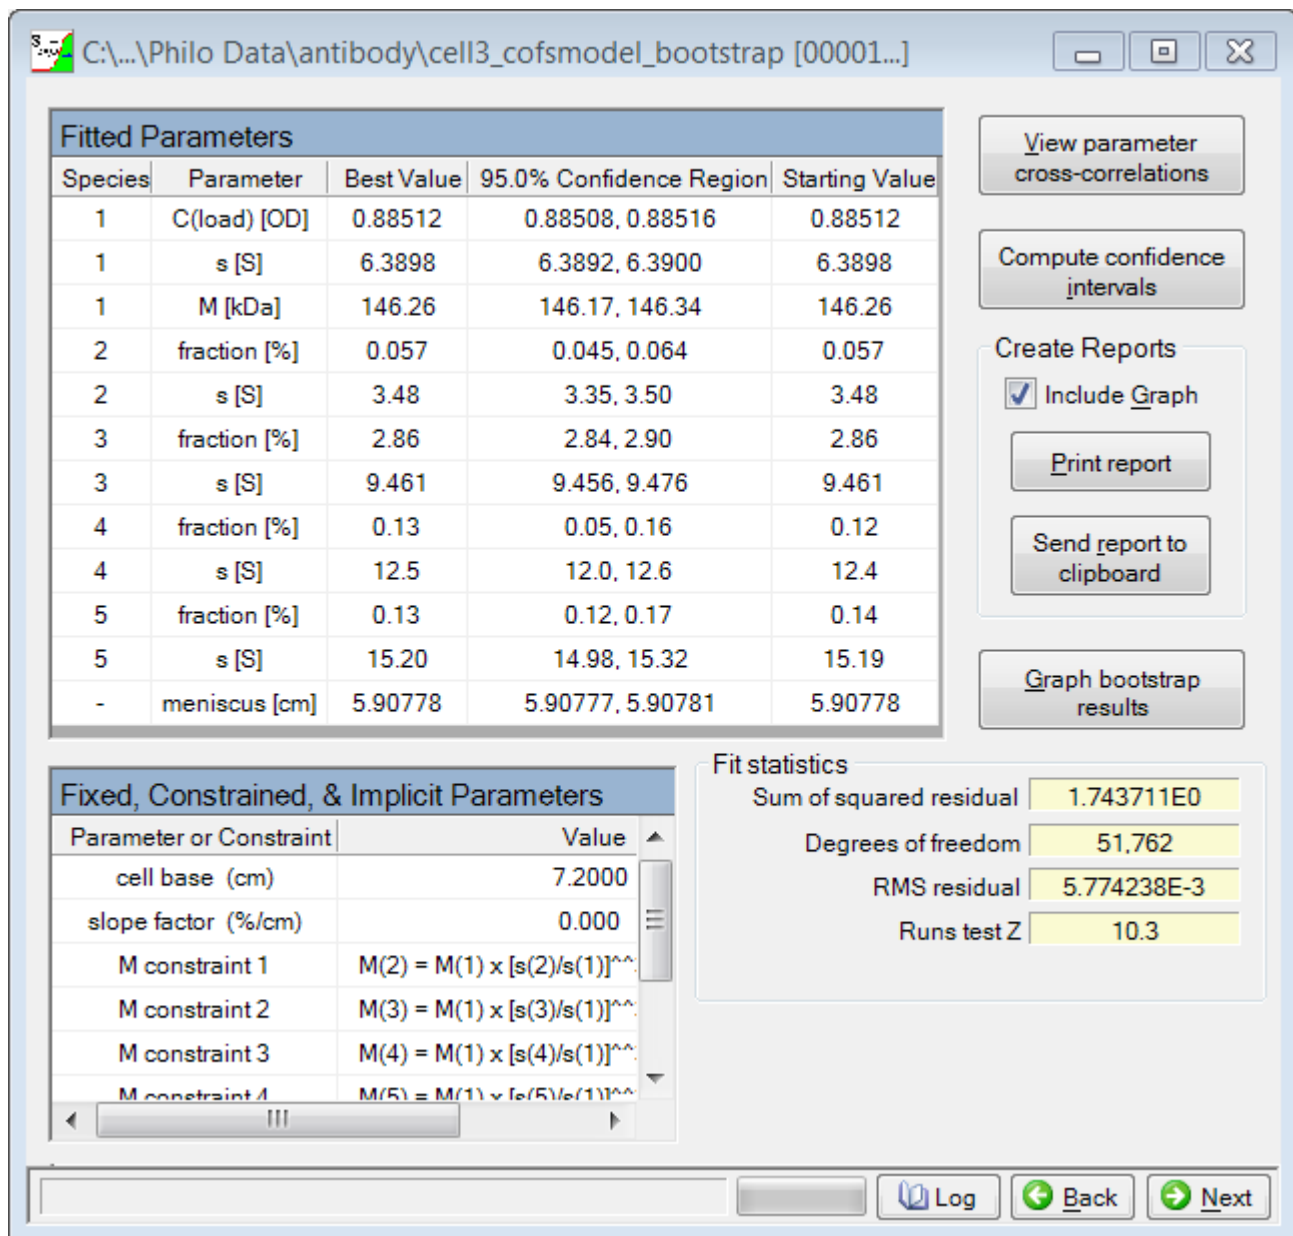 C:\...\Philo Data\antibody\cell3_cofsmodel_bootstrap [00001...]
Fitted Parameters
Species Parameter Best Value 95.0% Confidence Region Starting Value
1 C(load) [OD] 0.88512 0.88508, 0.88516 0.88512
1 s [S] 6.3898 6.3892, 6.3900 6.3898
1 M [kDa] 146.26 146.17, 146.34 146.26
2 fraction [%] 0.057 0.045, 0.064 0.057
2 s [S] 3.48 3.35, 3.50 3.48
3 fraction [%] 2.86 2.84, 2.90 2.86
3 s [S] 9.461 9.456, 9.476 9.461
4 fraction [%] 0.13 0.05, 0.16 0.12
4 s [S] 12.5 12.0, 12.6 12.4
5 fraction [%] 0.13 0.12, 0.17 0.14
5 s [S] 15.20 14.98, 15.32 15.19
- meniscus [cm] 5.90778 5.90777, 5.90781 5.90778
View parameter
cross-correlations
Compute confidence
intervals
Create Reports
Include Graph
Print report
Send report to
clipboard
Graph bootstrap
results
Fixed, Constrained, & Implicit Parameters
Parameter or Constraint Value
cell base (cm) 7.2000
slope factor (%/cm) 0.000
M constraint 1 M(2) = M(1) x [s(2)/s(1)]^^
M constraint 2 M(3) = M(1) x [s(3)/s(1)]^^
M constraint 3 M(4) = M(1) x [s(4)/s(1)]^^
M constraint 4 M(5) = M(1) x [s(5)/s(1)]^^
Fit statistics
Sum of squared residual 1.743711E0
Degrees of freedom 51,762
RMS residual 5.774238E-3
Runs test Z 10.3
Log
Back
Next